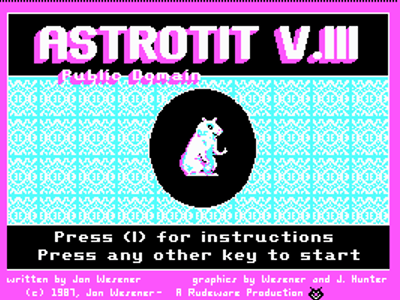 ASTROTIT V.III
Public Domain
Press (I) for instructions
Press any other key to start
written by Jon Wesener graphics by Wesener and J. Hunter
(c) 1987, Jon Wesener- A Rudeware Production